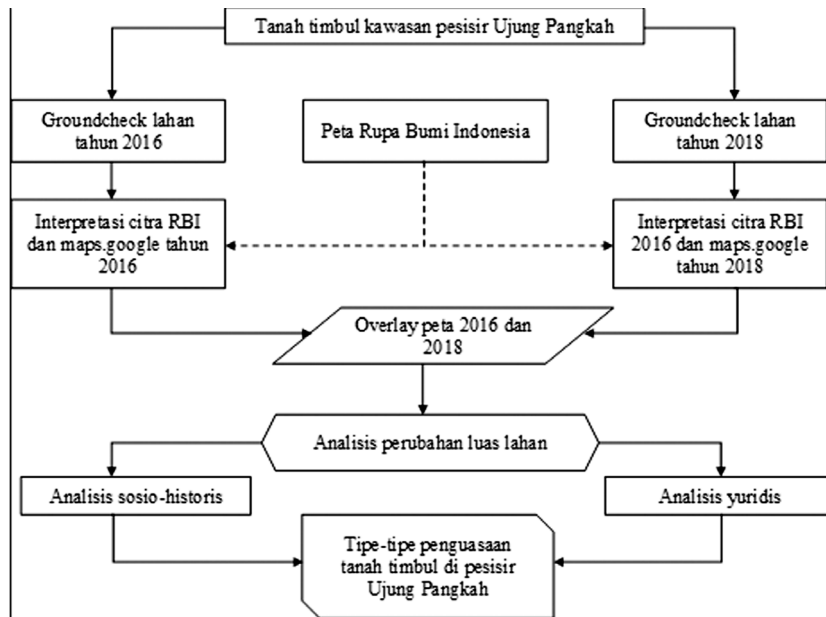 Tanah timbul kawasan pesisir Ujung Pangkah
Groundcheck lahan
tahun 2016
Peta Rupa Bumi Indonesia
Groundcheck lahan
tahun 2018
Interpretasi citra RBI
dan maps.google tahun
2016
Interpretasi citra RBI
2016 dan maps.google
tahun 2018
Overlay peta 2016 dan
2018
Analisis perubahan luas lahan
Analisis sosio-historis
Analisis yuridis
Tipe-tipe penguasaan
tanah timbul di pesisir
Ujung Pangkah